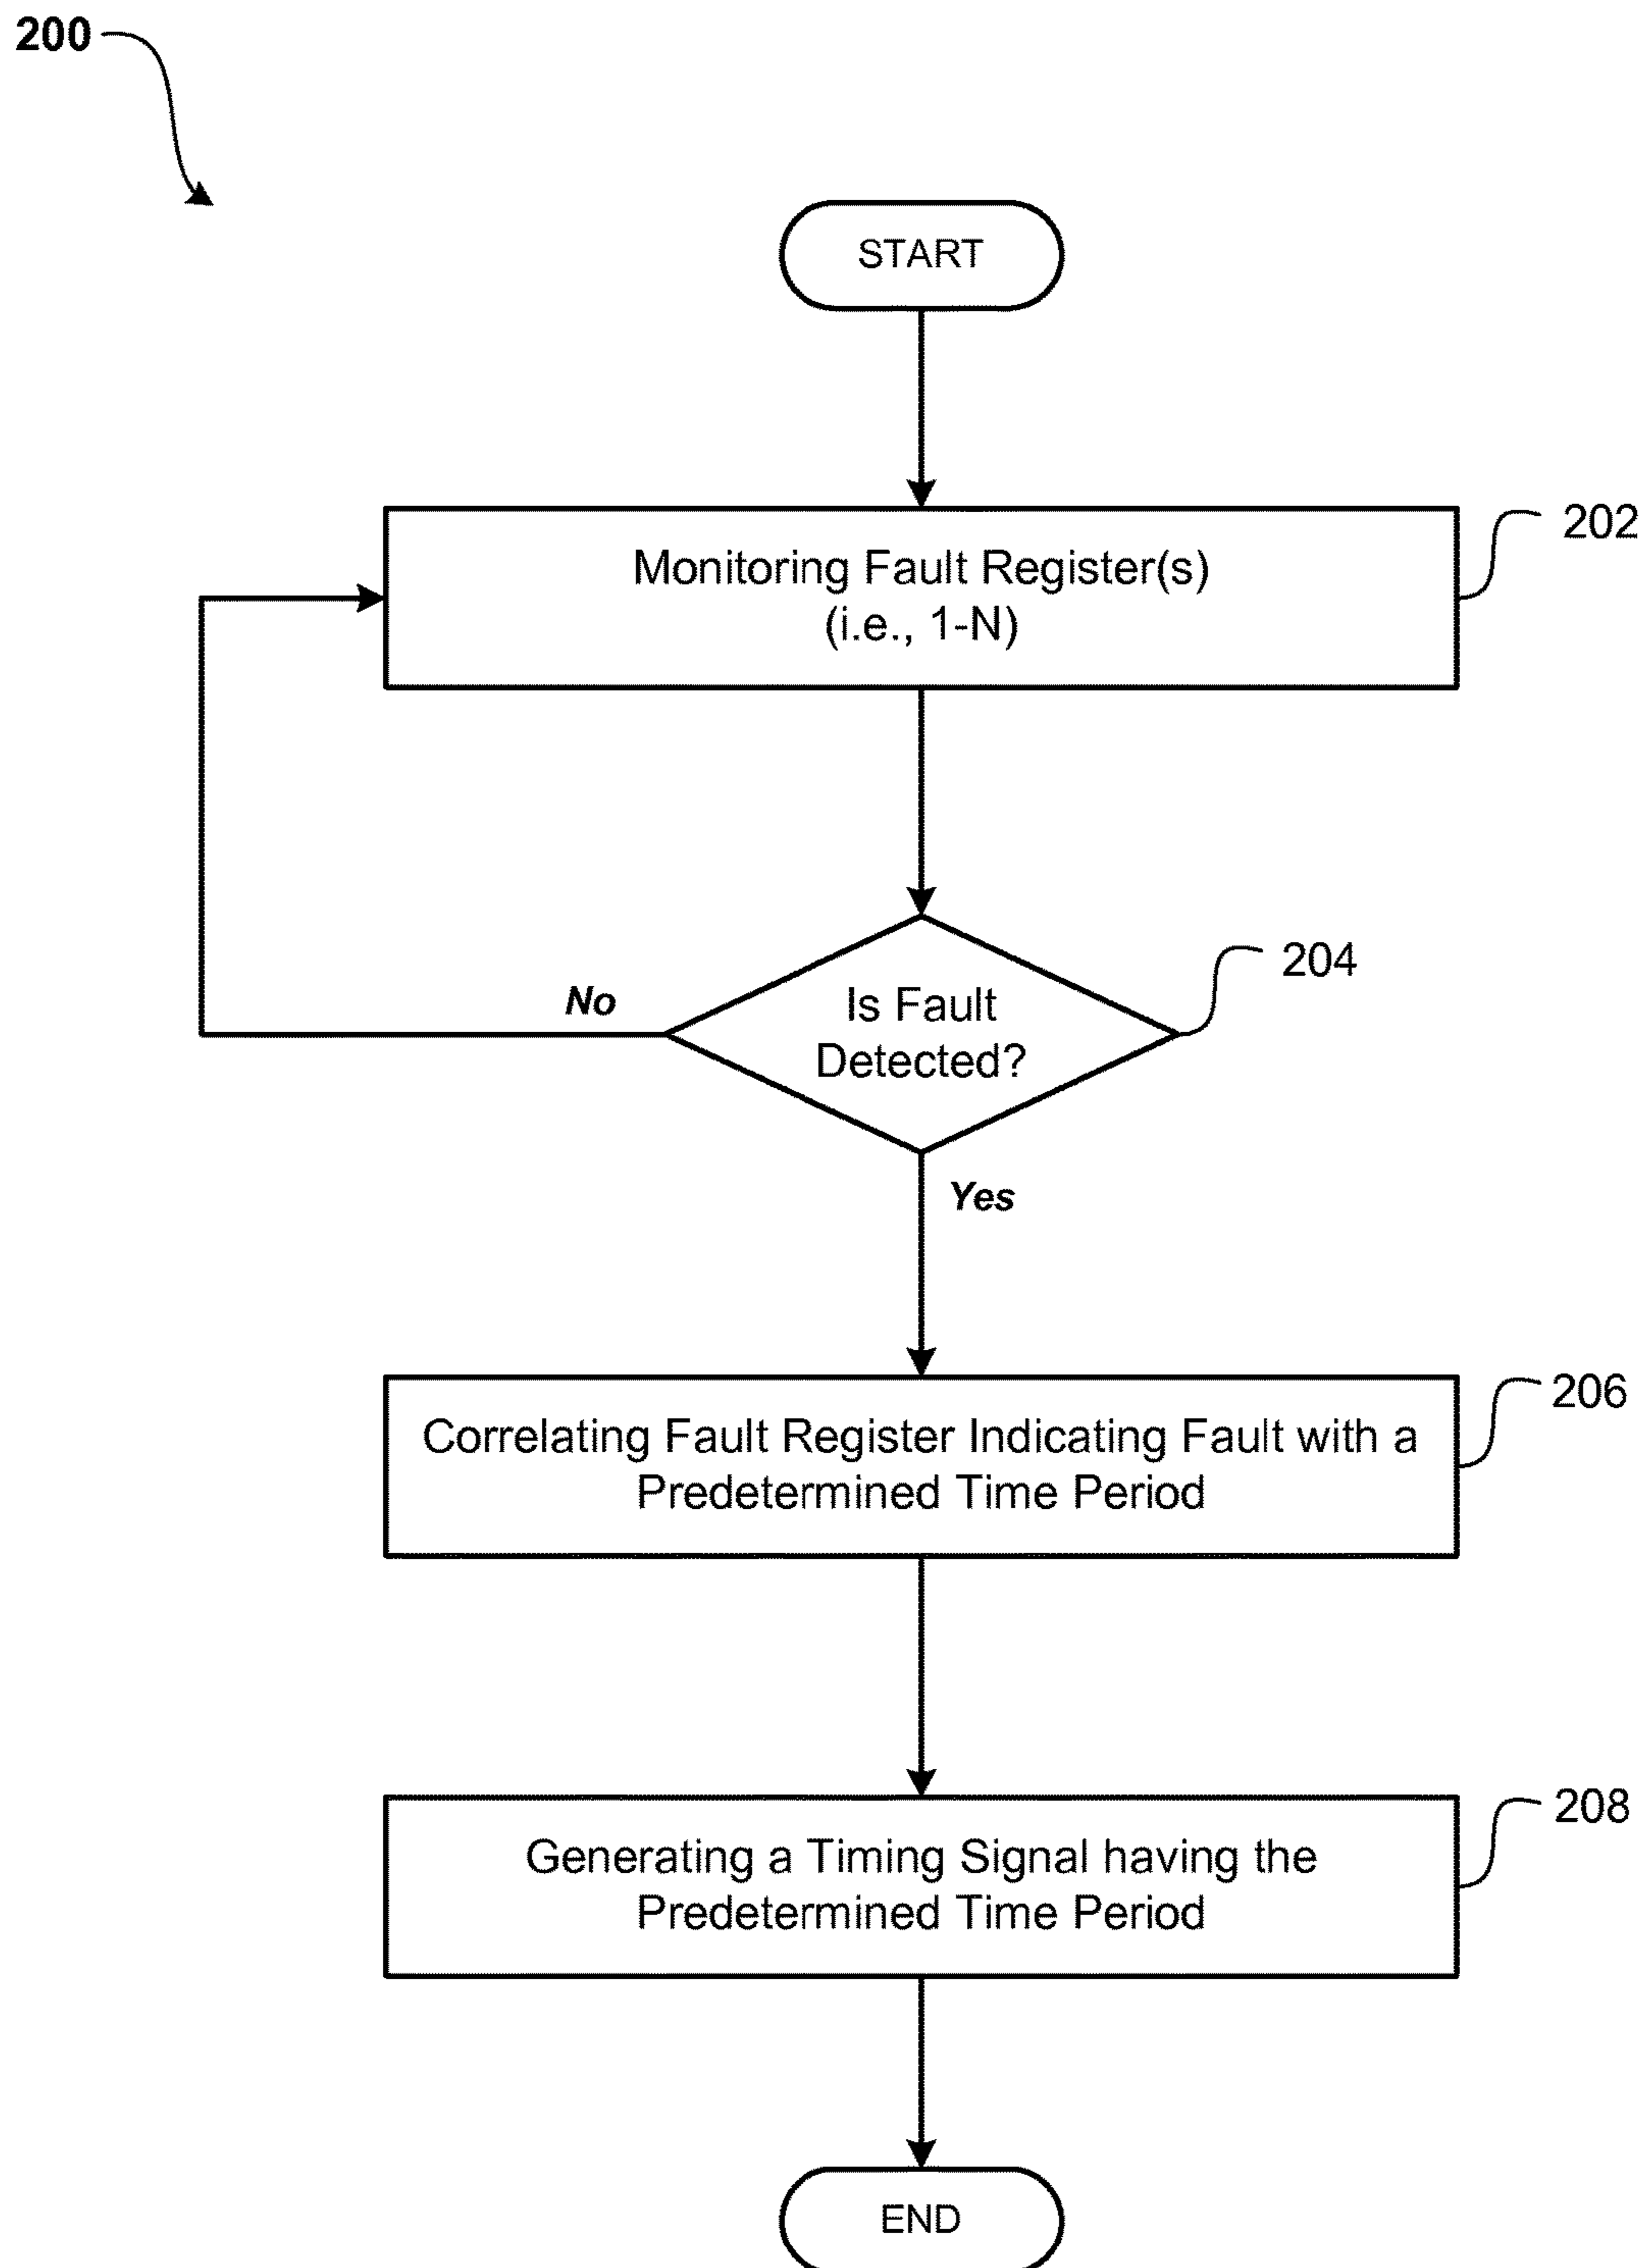 200
START
Monitoring Fault Register(s)
(i.e., 1-N)
202
Is Fault
Detected?
204
No
Yes
Correlating Fault Register Indicating Fault with a
Predetermined Time Period
206
Generating a Timing Signal having the
Predetermined Time Period
208
END